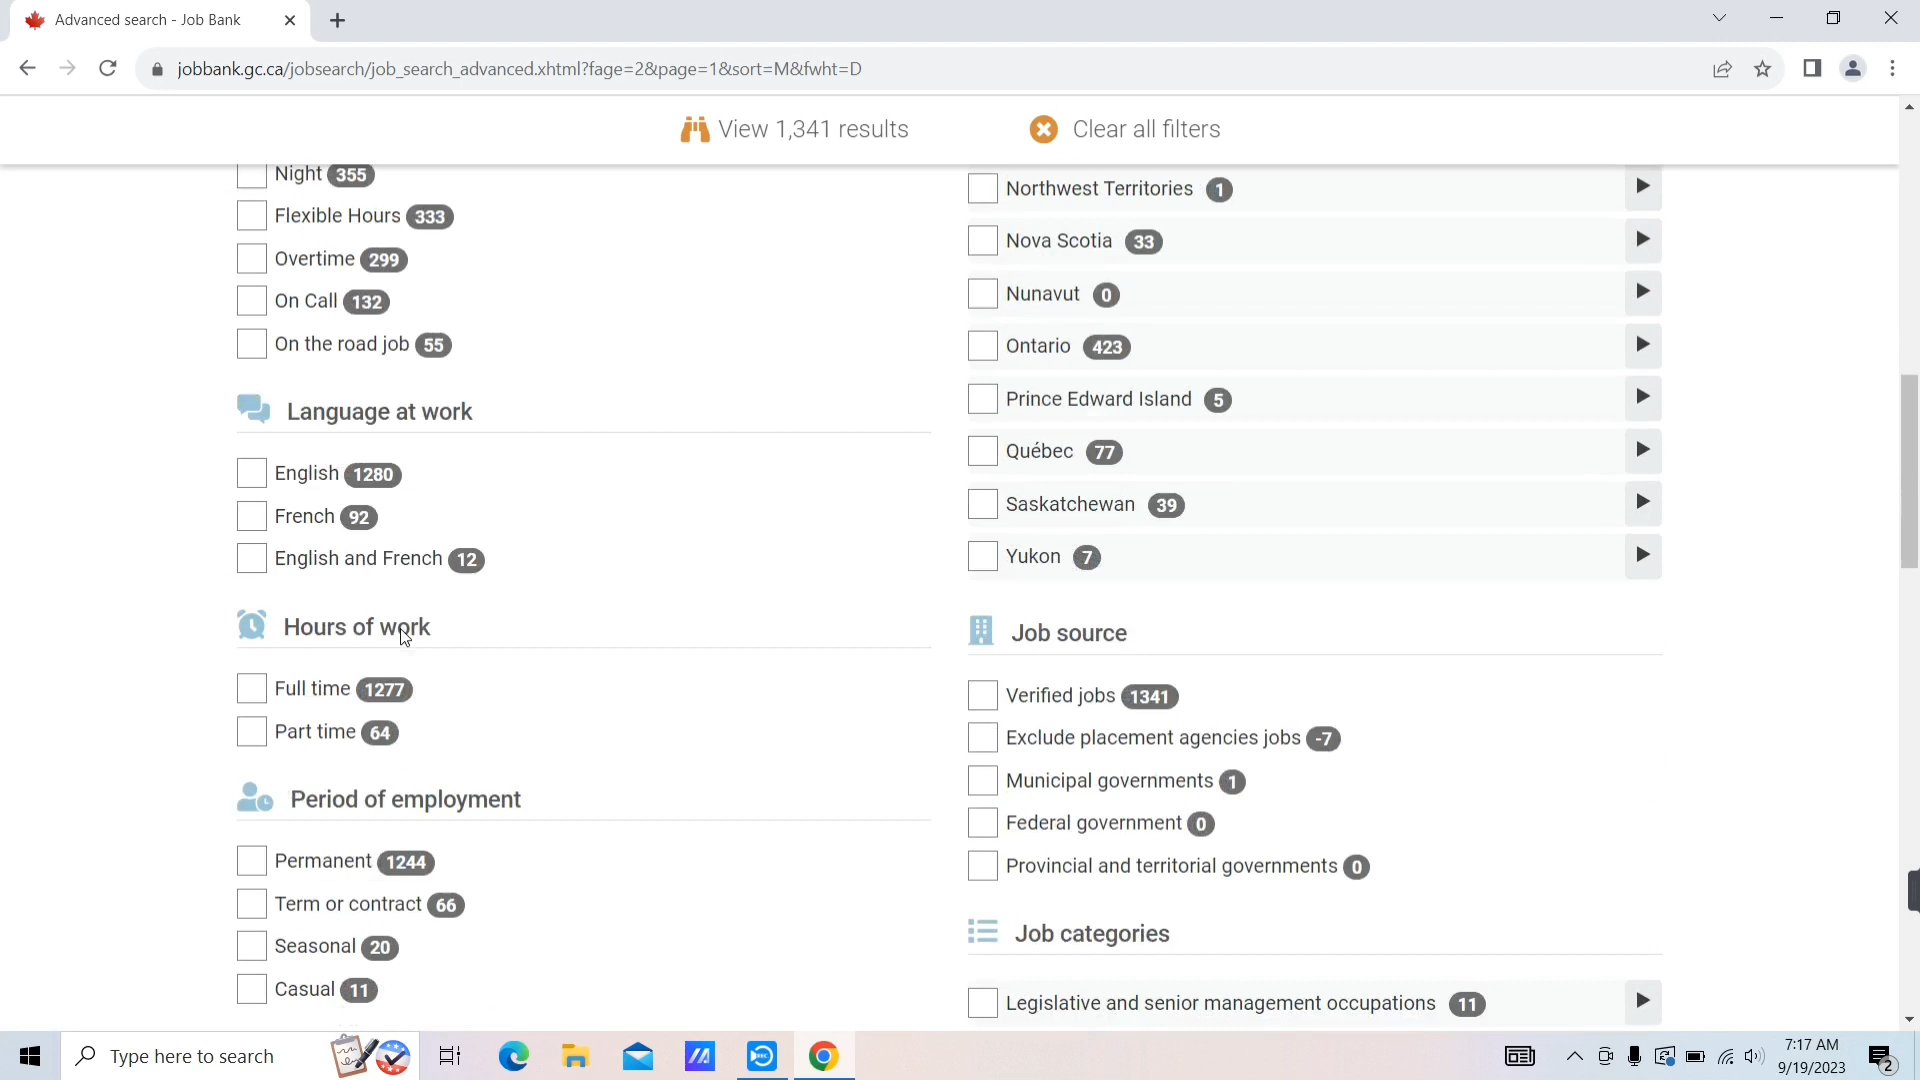 Advanced search - Job Bank
jobbank.gc.ca/jobsearch/job_search_advanced.xhtml?fage=2&page=1&sort=M&fwht=D
View 1,341 results
Clear all filters
Night 355
Flexible Hours 333
Overtime 299
On Call 132
On the road job 55
Language at work
English 1280
French 92
English and French 12
Hours of work
Full time 1277
Part time 64
Period of employment
Permanent 1244
Term or contract 66
Seasonal 20
Casual 11
Northwest Territories 1
Nova Scotia 33
Nunavut 0
Ontario 423
Prince Edward Island 5
Québec 77
Saskatchewan 39
Yukon 7
Job source
Verified jobs 1341
Exclude placement agencies jobs -7
Municipal governments 1
Federal government 0
Provincial and territorial governments 0
Job categories
Legislative and senior management occupations 11
Type here to search
REC
7:17 AM
9/19/2023
2